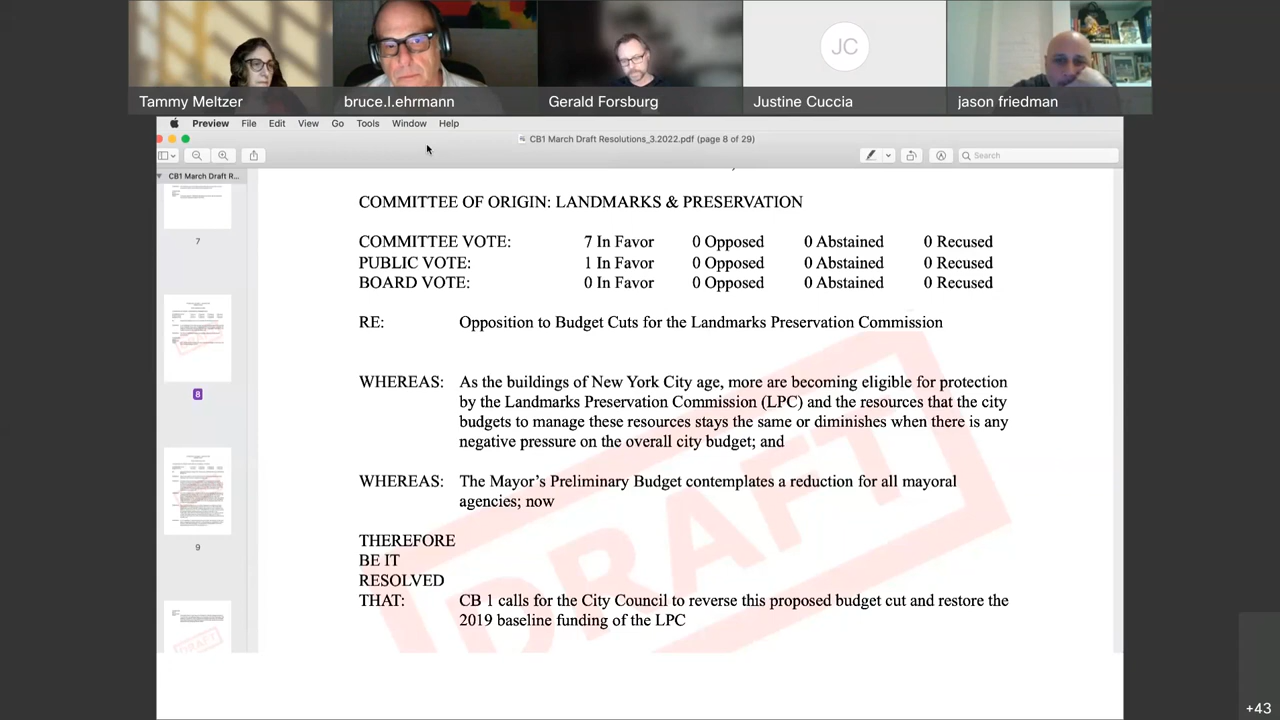 JC
Tammy Meltzer
bruce.l.ehrmann
Gerald Forsburg
Justine Cuccia
jason friedman
Preview File Edit View Go Tools Window Help
CB1 March Draft Resolutions_3.2022.pdf (page 8 of 29)
Search
CB1 March Draft R...
7
8
9
COMMITTEE OF ORIGIN: LANDMARKS & PRESERVATION
COMMITTEE VOTE: 7 In Favor 0 Opposed 0 Abstained 0 Recused
PUBLIC VOTE: 1 In Favor 0 Opposed 0 Abstained 0 Recused
BOARD VOTE: 0 In Favor 0 Opposed 0 Abstained 0 Recused
RE: Opposition to Budget Cuts for the Landmarks Preservation Commission
WHEREAS: As the buildings of New York City age, more are becoming eligible for protection
by the Landmarks Preservation Commission (LPC) and the resources that the city
budgets to manage these resources stays the same or diminishes when there is any
negative pressure on the overall city budget; and
WHEREAS: The Mayor’s Preliminary Budget contemplates a reduction for all mayoral
agencies; now
THEREFORE
BE IT
RESOLVED
THAT: CB 1 calls for the City Council to reverse this proposed budget cut and restore the
2019 baseline funding of the LPC
DRAFT
+43